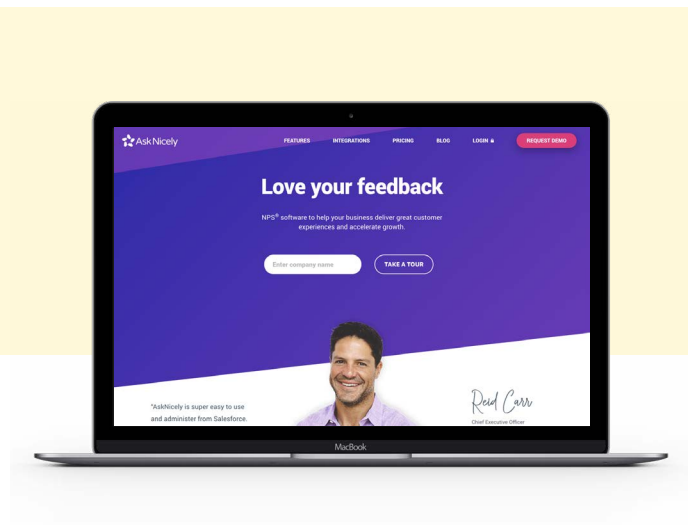 AskNicely
FEATURES INTEGRATIONS PRICING BLOG LOGIN REQUEST DEMO
Love your feedback
NPS® software to help your business deliver great customer
experiences and accelerate growth.
Enter company name TAKE A TOUR
"AskNicely is super easy to use
and administer from Salesforce.
Reid Carr
Chief Executive Officer
MacBook